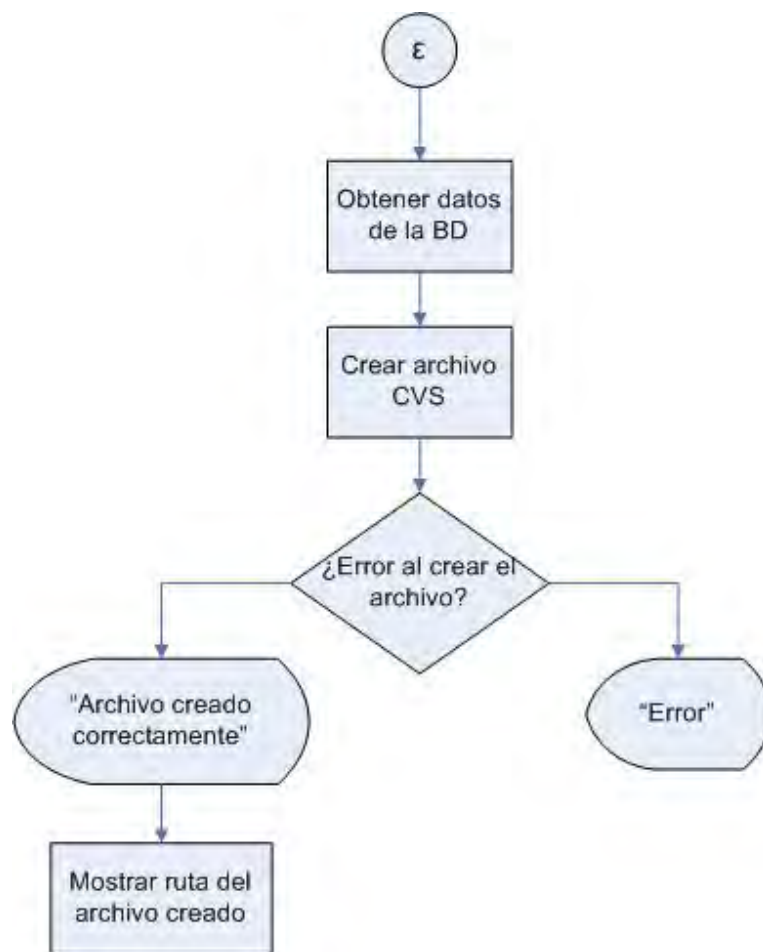 ε
Obtener datos
de la BD
Crear archivo
CVS
¿Error al crear el
archivo?
“Archivo creado
correctamente”
“Error”
Mostrar ruta del
archivo creado